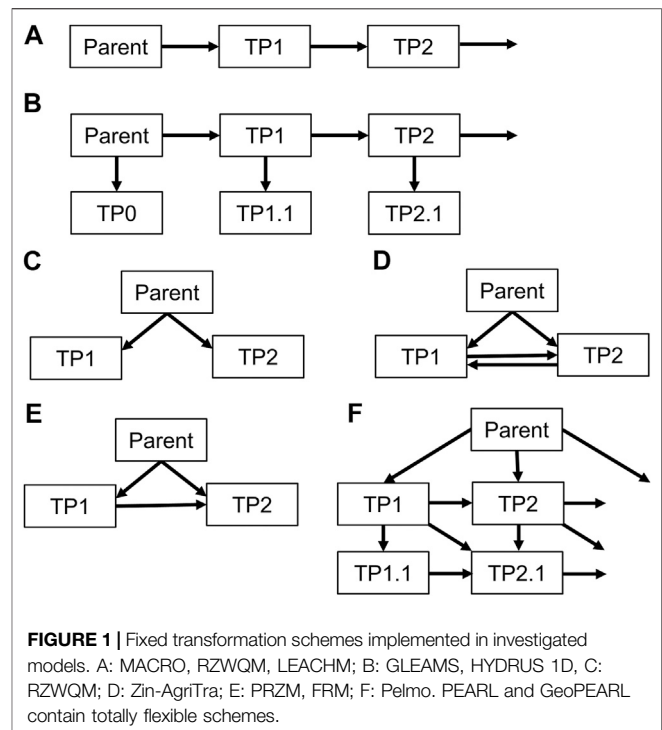 A
Parent TP1 TP2
B
Parent TP1 TP2
TP0 TP1.1 TP2.1
C
Parent
TP1 TP2
D
Parent
TP1 TP2
E
Parent
TP1 TP2
F
Parent
TP1 TP2
TP1.1 TP2.1
FIGURE 1 | Fixed transformation schemes implemented in investigated
models. A: MACRO, RZWQM, LEACHM; B: GLEAMS, HYDRUS 1D, C:
RZWQM; D: Zin-AgriTra; E: PRZM, FRM; F: Pelmo. PEARL and GeoPEARL
contain totally flexible schemes.